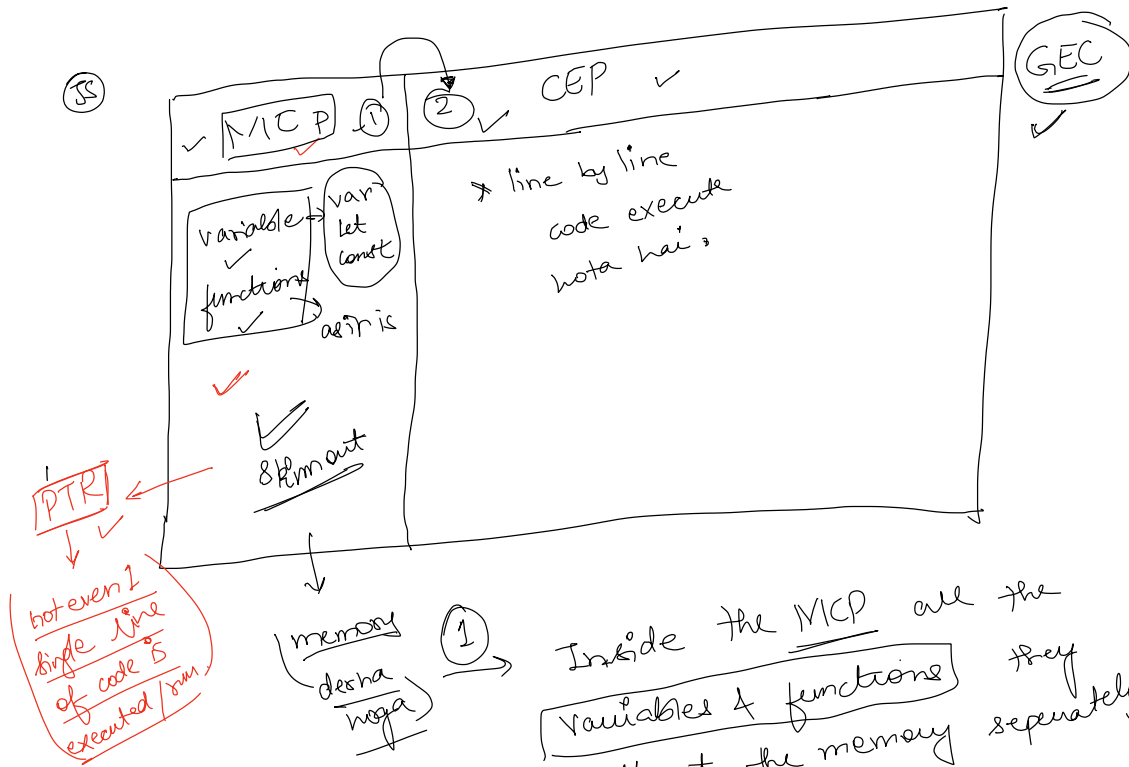 JS
MCP 1
2 CEP
GEC
variable
var
let
const
functions
as it is
* line by line
code execute
hota hai.
skimout
PTR
not even 1
single line
of code is
executed/run
memory
dena
hoga
1
Inside the MCP all the
variables & functions they
the memory seperately